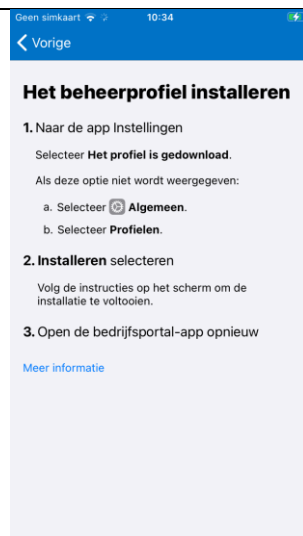 Geen simkaart 10:34
Vorige
Het beheerprofiel installeren
1. Naar de app Instellingen
Selecteer Het profiel is gedownload.
Als deze optie niet wordt weergegeven:
a. Selecteer Algemeen.
b. Selecteer Profielen.
2. Installeren selecteren
Volg de instructies op het scherm om de
installatie te voltooien.
3. Open de bedrijfsportal-app opnieuw
Meer informatie